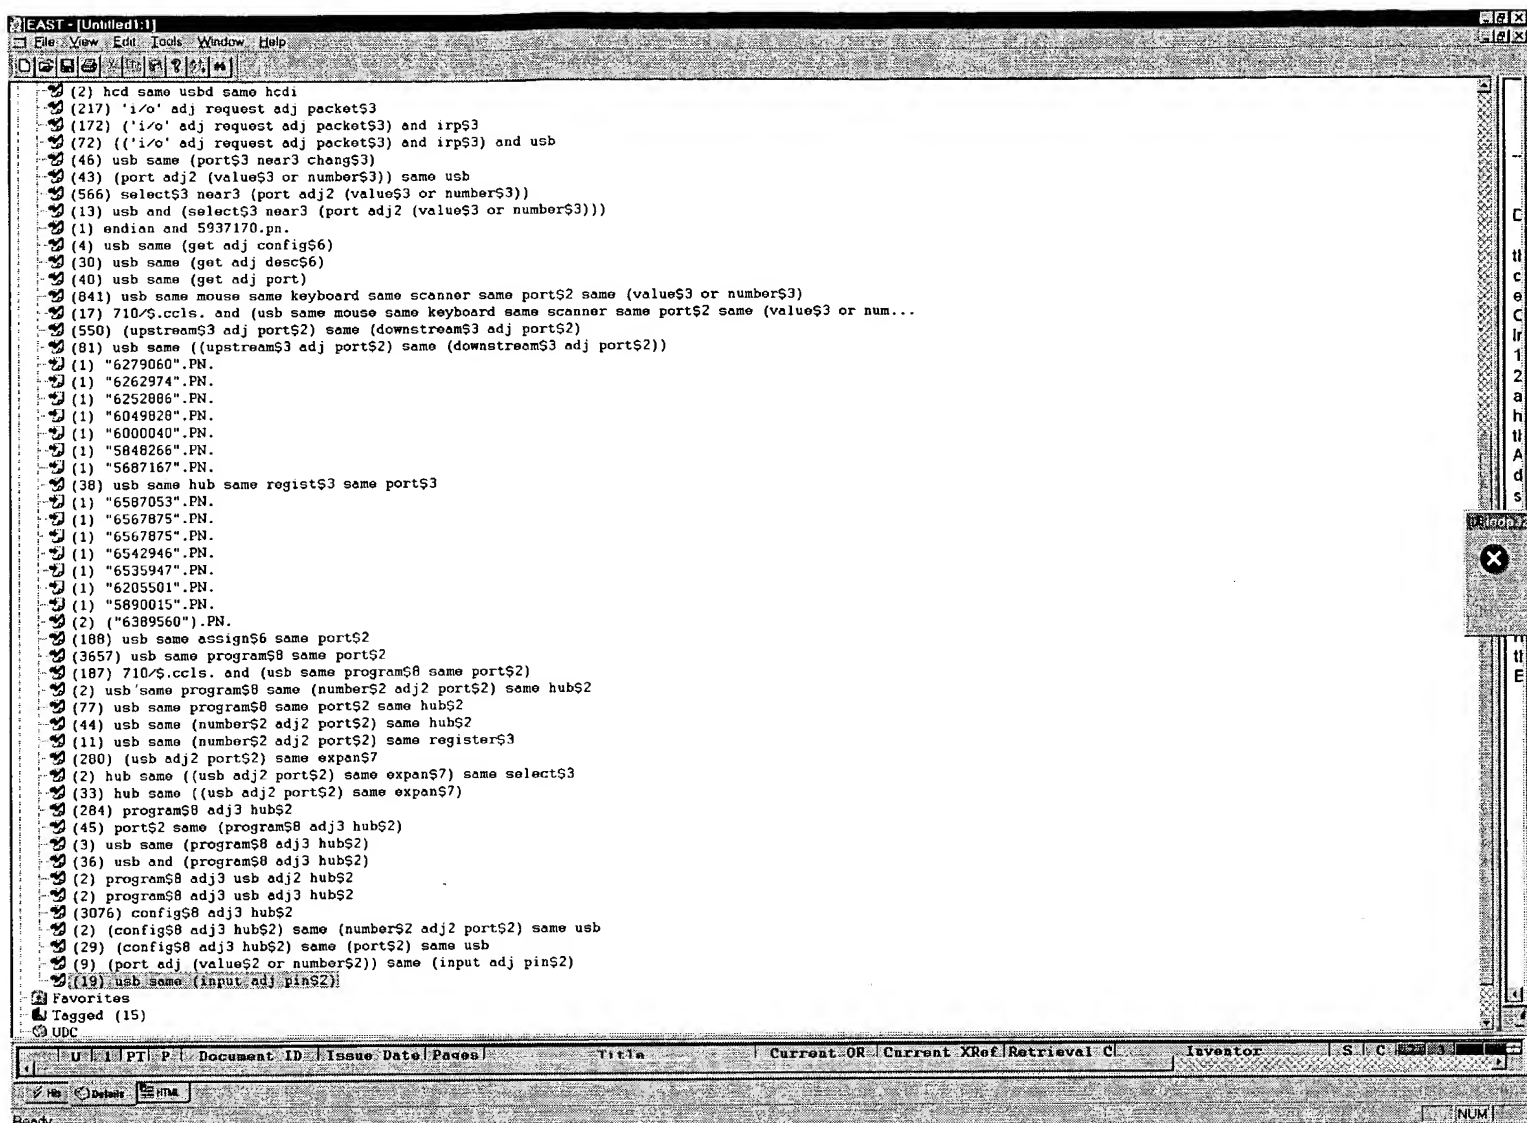 EAST - [Untitled1:1]
File View Edit Tools Window Help
(2) hcd same usbd same hcdi
(217) 'i/o' adj request adj packet$3
(172) ('i/o' adj request adj packet$3) and irp$3
(72) (('i/o' adj request adj packet$3) and irp$3) and usb
(46) usb same (port$3 near3 chang$3)
(43) (port adj2 (value$3 or number$3)) same usb
(566) select$3 near3 (port adj2 (value$3 or number$3))
(13) usb and (select$3 near3 (port adj2 (value$3 or number$3)))
(1) endian and 5937170.pn.
(4) usb same (get adj config$6)
(30) usb same (get adj desc$6)
(40) usb same (get adj port)
(841) usb same mouse same keyboard same scanner same port$2 same (value$3 or number$3)
(17) 710/$.ccls. and (usb same mouse same keyboard same scanner same port$2 same (value$3 or num...
(550) (upstream$3 adj port$2) same (downstream$3 adj port$2)
(81) usb same ((upstream$3 adj port$2) same (downstream$3 adj port$2))
(1) "6279060".PN.
(1) "6262974".PN.
(1) "6252886".PN.
(1) "6049828".PN.
(1) "6000040".PN.
(1) "5848266".PN.
(1) "5687167".PN.
(38) usb same hub same regist$3 same port$3
(1) "6587053".PN.
(1) "6567875".PN.
(1) "6567875".PN.
(1) "6542946".PN.
(1) "6535947".PN.
(1) "6205501".PN.
(1) "5890015".PN.
(2) ("6389560").PN.
(188) usb same assign$6 same port$2
(3657) usb same program$8 same port$2
(187) 710/$.ccls. and (usb same program$8 same port$2)
(2) usb same program$8 same (number$2 adj2 port$2) same hub$2
(77) usb same program$8 same port$2 same hub$2
(44) usb same (number$2 adj2 port$2) same hub$2
(11) usb same (number$2 adj2 port$2) same register$3
(280) (usb adj2 port$2) same expan$7
(2) hub same ((usb adj2 port$2) same expan$7) same select$3
(33) hub same ((usb adj2 port$2) same expan$7)
(284) program$8 adj3 hub$2
(45) port$2 same (program$8 adj3 hub$2)
(3) usb same (program$8 adj3 hub$2)
(36) usb and (program$8 adj3 hub$2)
(2) program$8 adj3 usb adj2 hub$2
(2) program$8 adj3 usb adj3 hub$2
(3076) config$8 adj3 hub$2
(2) (config$8 adj3 hub$2) same (number$2 adj2 port$2) same usb
(29) (config$8 adj3 hub$2) same (port$2) same usb
(9) (port adj (value$2 or number$2)) same (input adj pin$2)
(19) usb same (input adj pin$2)
Favorites
Tagged (15)
UDC
U 1 PT P Document ID Issue Date Pages Title Current OR Current XRef Retrieval C Inventor S C 2 3
Hits Details HTML
Ready NUM